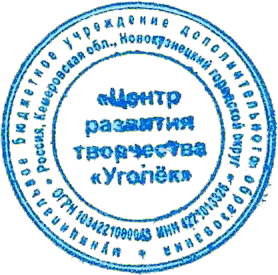 муниципальное бюджетное учреждение дополнительного образования
Россия, Кемеровская обл., Новокузнецкий городской округ
ОГРН ИНН
«Центр
развития
творчества
«Уголёк»